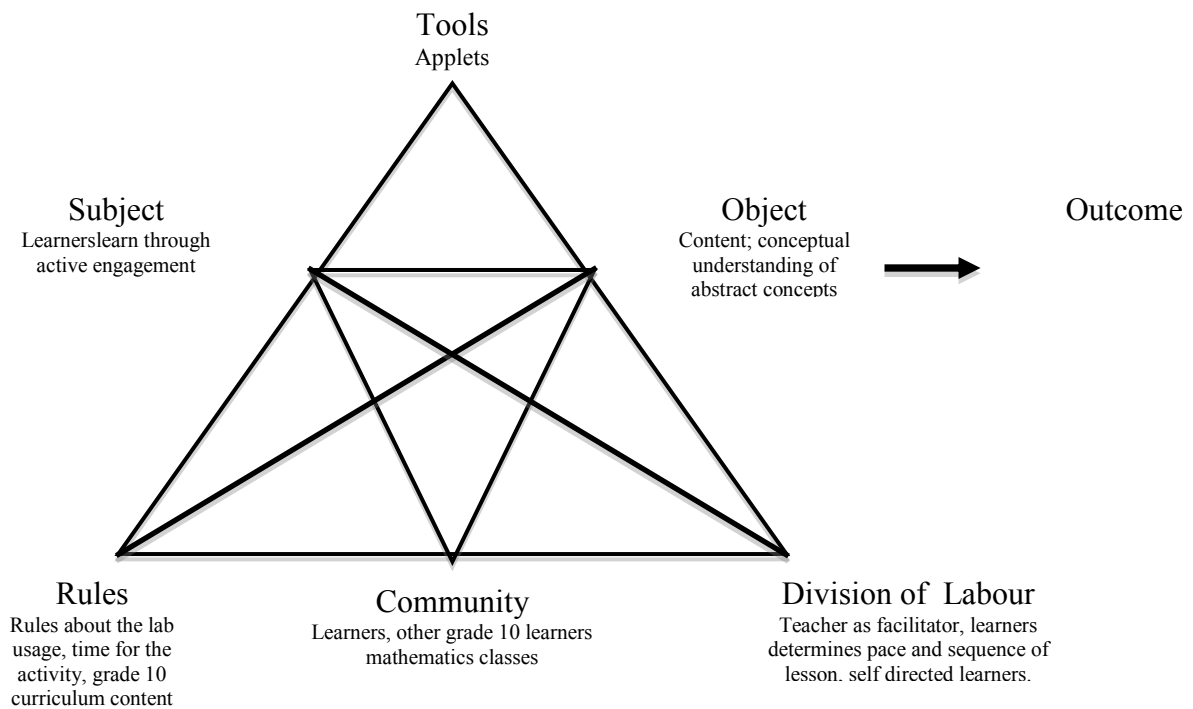 Tools
Applets
Subject
Learnerslearn through
active engagement
Object
Content; conceptual
understanding of
abstract concepts
Outcome
Rules
Rules about the lab
usage, time for the
activity, grade 10
curriculum content
Community
Learners, other grade 10 learners
mathematics classes
Division of  Labour
Teacher as facilitator, learners
determines pace and sequence of
lesson, self directed learners.